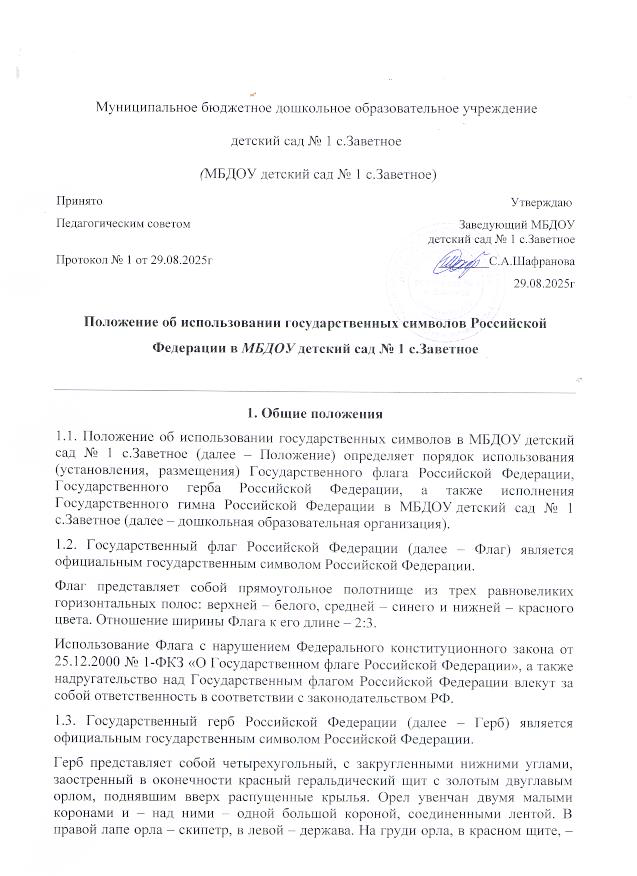 Муниципальное бюджетное дошкольное образовательное учреждение
детский сад № 1 с.Заветное
(МБДОУ детский сад № 1 с.Заветное)
Принято Утверждаю
Педагогическим советом Заведующий МБДОУ
детский сад № 1 с.Заветное
Протокол № 1 от 29.08.2025г С.А.Шафранова
29.08.2025г
Положение об использовании государственных символов Российской
Федерации в МБДОУ детский сад № 1 с.Заветное
1. Общие положения
1.1. Положение об использовании государственных символов в МБДОУ детский
сад № 1 с.Заветное (далее – Положение) определяет порядок использования
(установления, размещения) Государственного флага Российской Федерации,
Государственного герба Российской Федерации, а также исполнения
Государственного гимна Российской Федерации в МБДОУ детский сад № 1
с.Заветное (далее – дошкольная образовательная организация).
1.2. Государственный флаг Российской Федерации (далее – Флаг) является
официальным государственным символом Российской Федерации.
Флаг представляет собой прямоугольное полотнище из трех равновеликих
горизонтальных полос: верхней – белого, средней – синего и нижней – красного
цвета. Отношение ширины Флага к его длине – 2:3.
Использование Флага с нарушением Федерального конституционного закона от
25.12.2000 № 1-ФКЗ «О Государственном флаге Российской Федерации», а также
надругательство над Государственным флагом Российской Федерации влекут за
собой ответственность в соответствии с законодательством РФ.
1.3. Государственный герб Российской Федерации (далее – Герб) является
официальным государственным символом Российской Федерации.
Герб представляет собой четырехугольный, с закругленными нижними углами,
заостренный в оконечности красный геральдический щит с золотым двуглавым
орлом, поднявшим вверх распущенные крылья. Орел увенчан двумя малыми
коронами и – над ними – одной большой короной, соединенными лентой. В
правой лапе орла – скипетр, в левой – держава. На груди орла, в красном щите, –